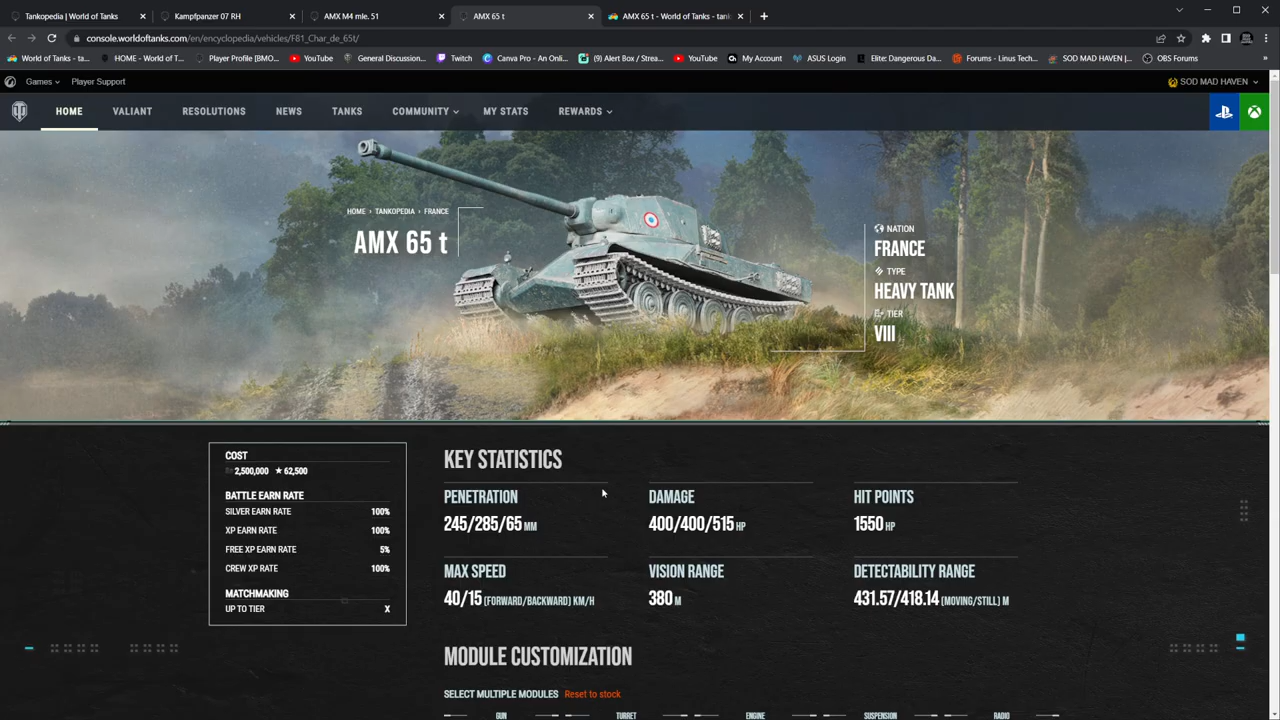 Tankopedia | World of Tanks
Kampfpanzer 07 RH
AMX M4 mle. 51
AMX 65 t
AMX 65 t - World of Tanks - tank
console.worldoftanks.com/en/encyclopedia/vehicles/F81_Char_de_65t/
World of Tanks - ta...
HOME - World of T...
Player Profile [BMO...
YouTube
General Discussion...
Twitch
Canva Pro - An Onli...
(9) Alert Box / Strea...
YouTube
My Account
ASUS Login
Elite: Dangerous Da...
Forums - Linus Tech...
SOD MAD HAVEN |...
OBS Forums
»
Games
Player Support
SOD MAD HAVEN
HOME
VALIANT
RESOLUTIONS
NEWS
TANKS
COMMUNITY
MY STATS
REWARDS
HOME › TANKOPEDIA › FRANCE
AMX 65 t
NATION
FRANCE
TYPE
HEAVY TANK
TIER
VIII
COST
2,500,000 ★ 62,500
BATTLE EARN RATE
SILVER EARN RATE 100%
XP EARN RATE 100%
FREE XP EARN RATE 5%
CREW XP RATE 100%
MATCHMAKING
UP TO TIER X
KEY STATISTICS
PENETRATION
245/285/65 MM
DAMAGE
400/400/515 HP
HIT POINTS
1550 HP
MAX SPEED
40/15 (FORWARD/BACKWARD) KM/H
VISION RANGE
380 M
DETECTABILITY RANGE
431.57/418.14 (MOVING/STILL) M
MODULE CUSTOMIZATION
SELECT MULTIPLE MODULES Reset to stock
GUN
TURRET
ENGINE
SUSPENSION
RADIO